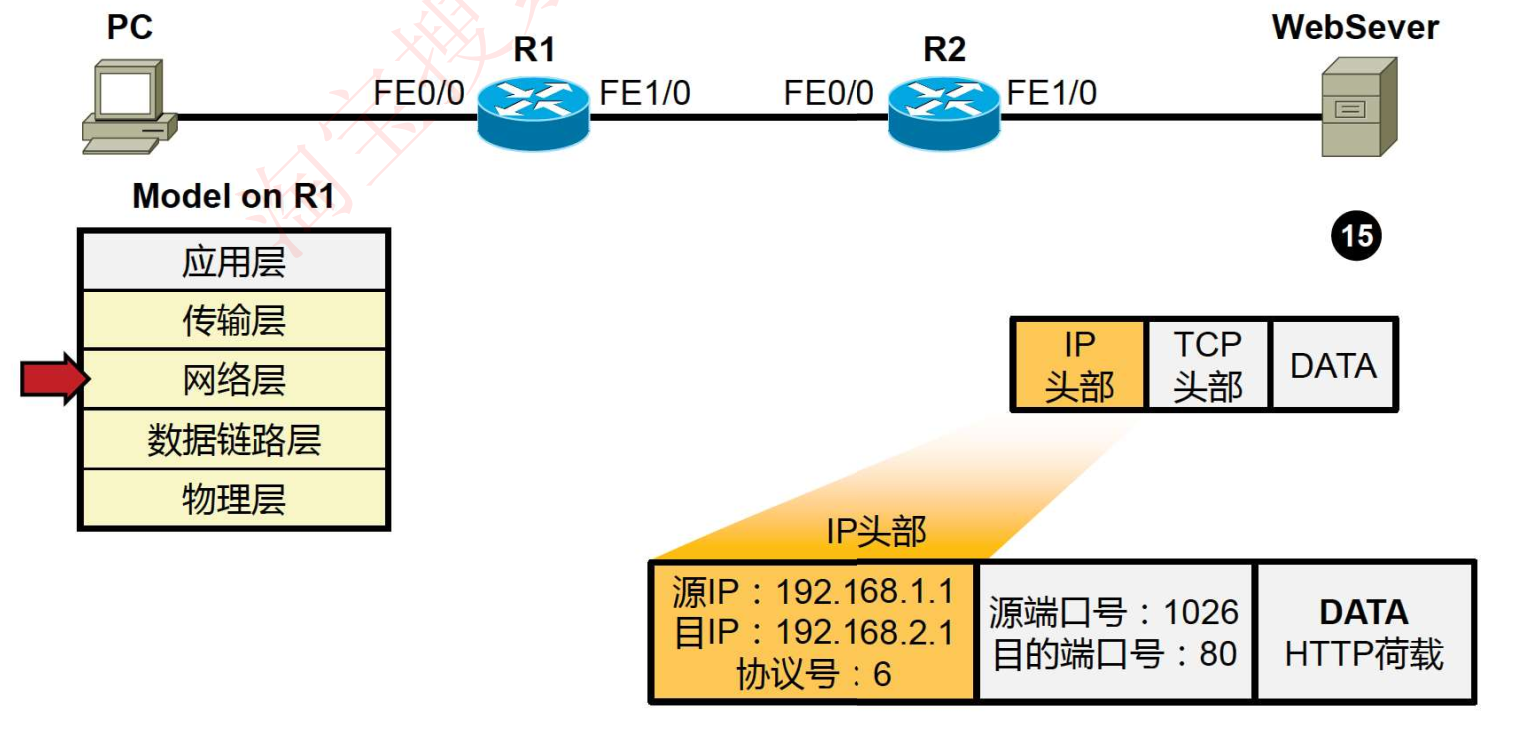 PC
R1
R2
WebSever
FE0/0
FE1/0
FE0/0
FE1/0
Model on R1
应用层
传输层
网络层
数据链路层
物理层
15
IP
头部
TCP
头部
DATA
IP头部
源IP：192.168.1.1
目IP：192.168.2.1
协议号：6
源端口号：1026
目的端口号：80
DATA
HTTP荷载
淘宝搜